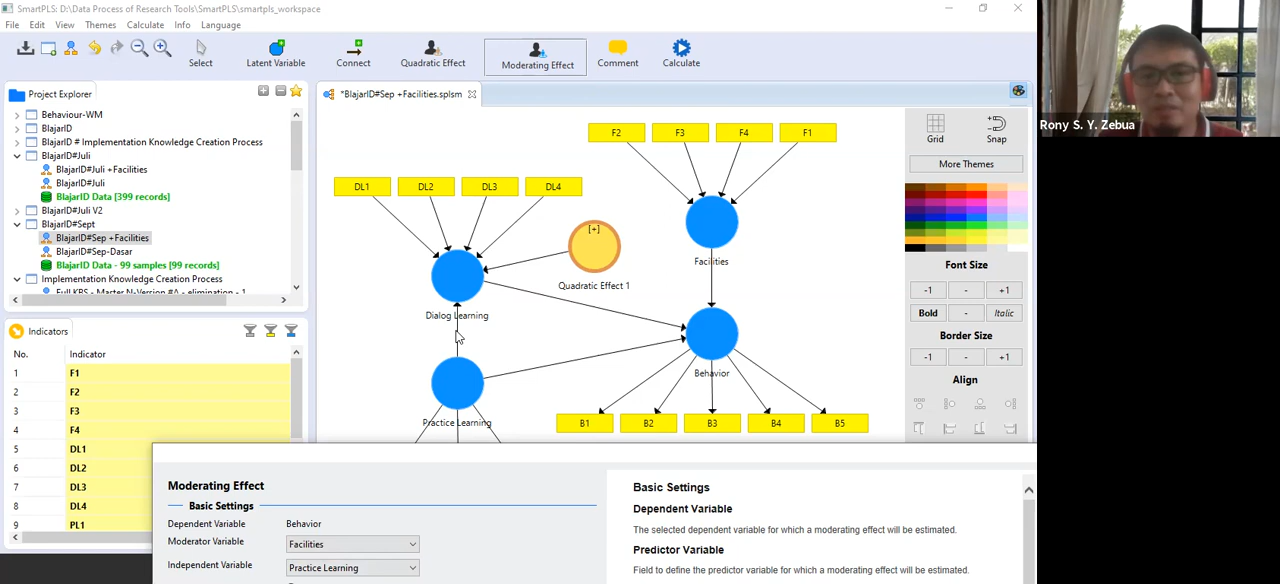 SmartPLS: D:\Data Process of Research Tools\SmartPLS\smartpls_workspace
File Edit View Themes Calculate Info Language
Select
Latent Variable
Connect
Quadratic Effect
Moderating Effect
Comment
Calculate
Project Explorer
Behaviour-WM
BlajarID
BlajarID # Implementation Knowledge Creation Process
BlajarID#Juli
BlajarID#Juli +Facilities
BlajarID#Juli
BlajarID Data [399 records]
BlajarID#Juli V2
BlajarID#Sept
BlajarID#Sep +Facilities
BlajarID#Sep-Dasar
BlajarID Data - 99 samples [99 records]
Implementation Knowledge Creation Process
Indicators
No. Indicator
1 F1
2 F2
3 F3
4 F4
5 DL1
6 DL2
7 DL3
8 DL4
9 PL1
*BlajarID#Sep +Facilities.splsm
F2 F3 F4 F1
DL1 DL2 DL3 DL4
[+]
Quadratic Effect 1
Facilities
Dialog Learning
Behavior
Practice Learning
B1 B2 B3 B4 B5
Grid Snap
More Themes
Font Size
-1 - +1
Bold - Italic
Border Size
-1 - +1
Align
Moderating Effect
Basic Settings
Dependent Variable Behavior
Moderator Variable Facilities
Independent Variable Practice Learning
Basic Settings
Dependent Variable
The selected dependent variable for which a moderating effect will be estimated.
Predictor Variable
Field to define the predictor variable for which a moderating effect will be estimated.
Rony S. Y. Zebua